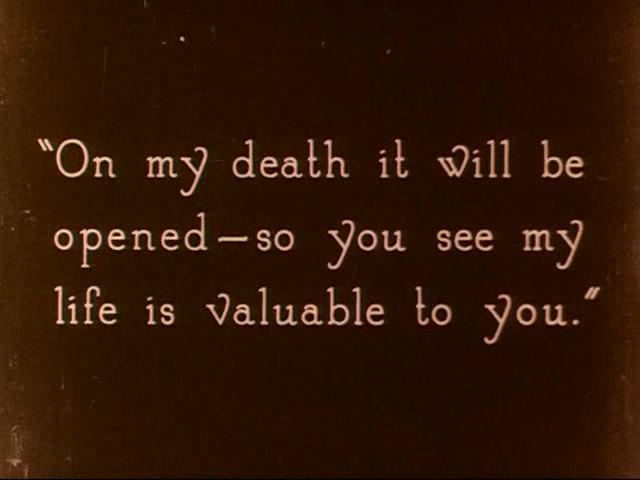 "On my death it will be
opened—so you see my
life is valuable to you."